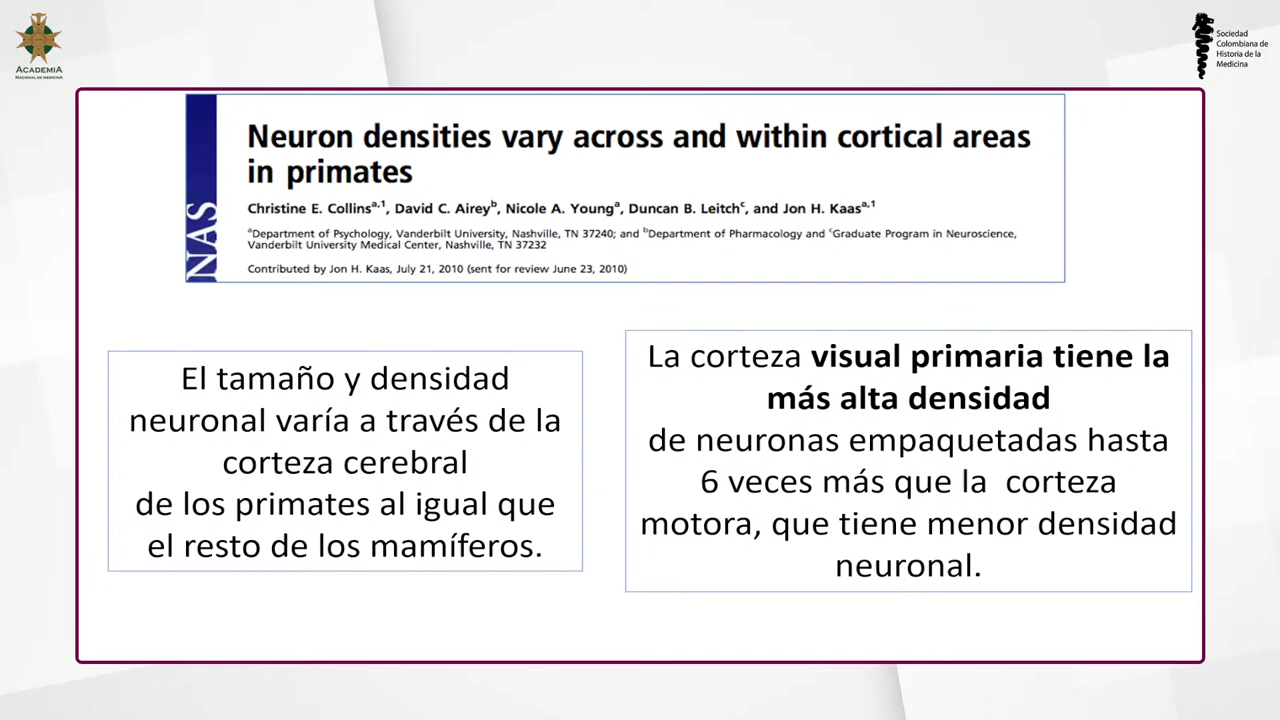 ACADEMIA
NACIONAL DE MEDICINA
Sociedad
Colombiana de
Historia de la
Medicina
NAS
Neuron densities vary across and within cortical areas
in primates
Christine E. Collinsa,1, David C. Aireyb, Nicole A. Younga, Duncan B. Leitchc, and Jon H. Kaasa,1
aDepartment of Psychology, Vanderbilt University, Nashville, TN 37240; and bDepartment of Pharmacology and cGraduate Program in Neuroscience,
Vanderbilt University Medical Center, Nashville, TN 37232
Contributed by Jon H. Kaas, July 21, 2010 (sent for review June 23, 2010)
El tamaño y densidad
neuronal varía a través de la
corteza cerebral
de los primates al igual que
el resto de los mamíferos.
La corteza visual primaria tiene la
más alta densidad
de neuronas empaquetadas hasta
6 veces más que la corteza
motora, que tiene menor densidad
neuronal.